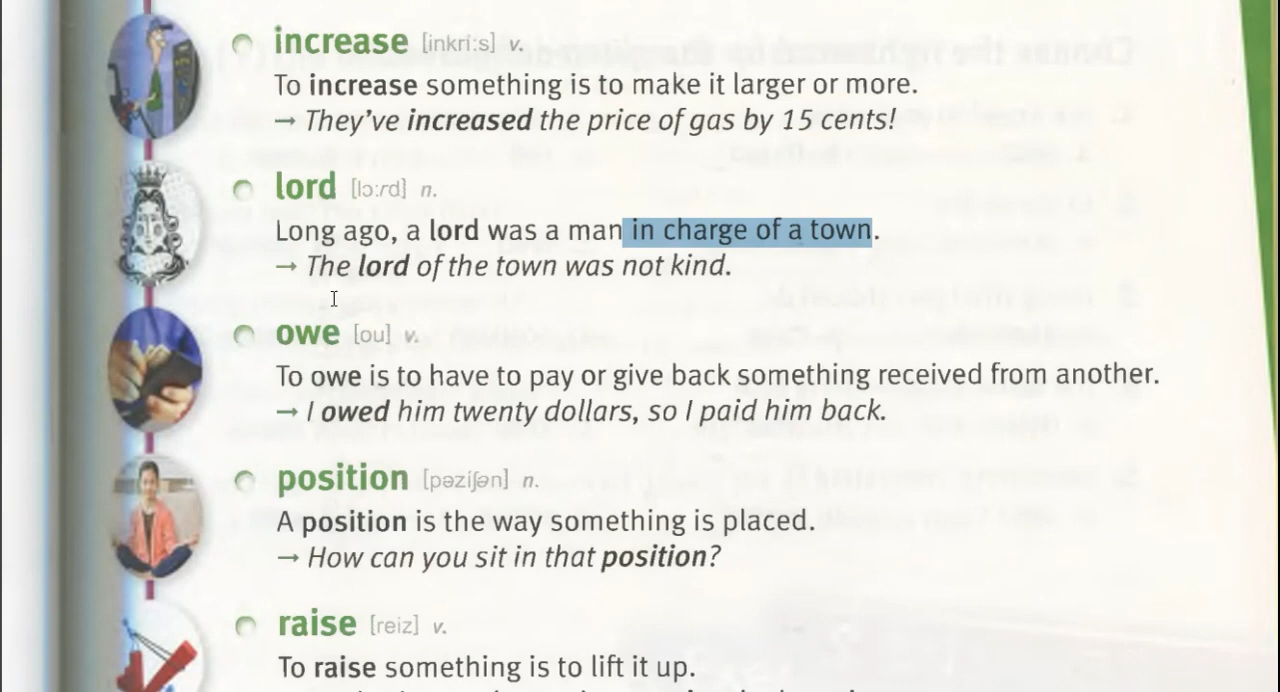 increase [inkri:s] v.
To increase something is to make it larger or more.
→ They've increased the price of gas by 15 cents!
lord [lɔ:rd] n.
Long ago, a lord was a man in charge of a town.
→ The lord of the town was not kind.
owe [ou] v.
To owe is to have to pay or give back something received from another.
→ I owed him twenty dollars, so I paid him back.
position [pəziʃən] n.
A position is the way something is placed.
→ How can you sit in that position?
raise [reiz] v.
To raise something is to lift it up.